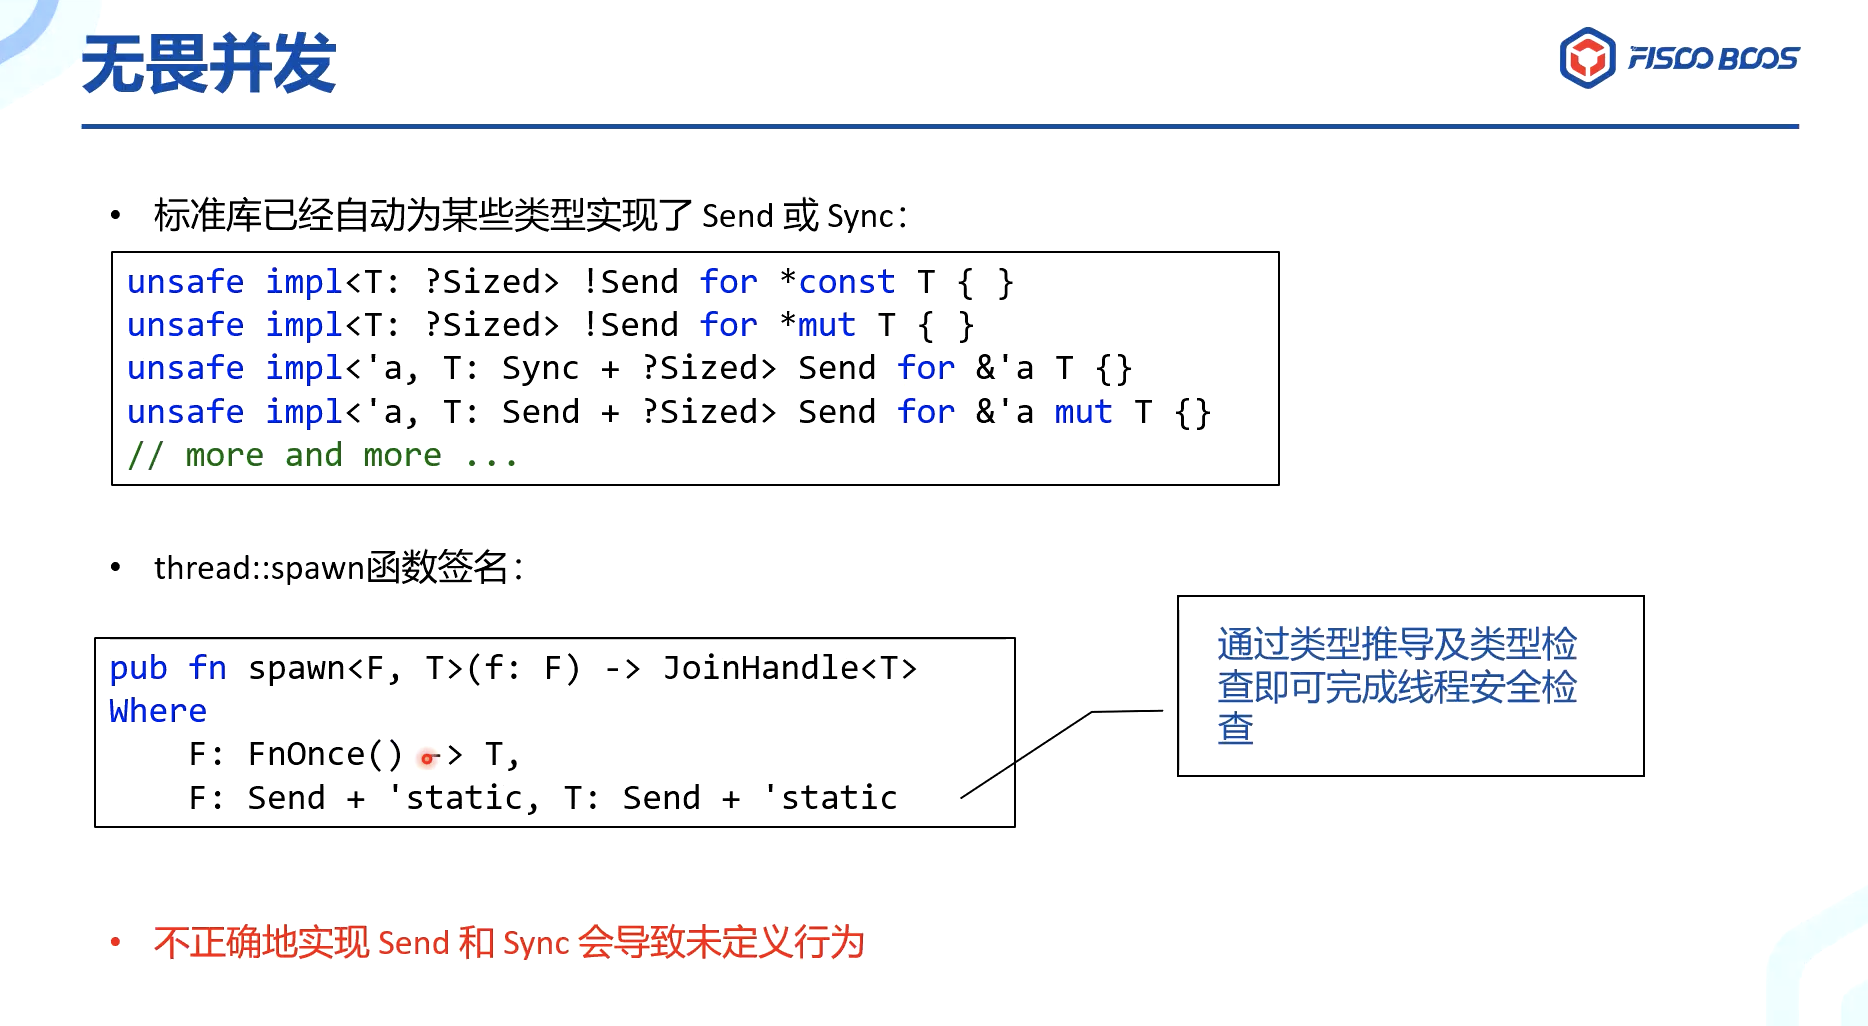 无畏并发
FISCO BCOS
• 标准库已经自动为某些类型实现了 Send 或 Sync：
unsafe impl<T: ?Sized> !Send for *const T { }
unsafe impl<T: ?Sized> !Send for *mut T { }
unsafe impl<'a, T: Sync + ?Sized> Send for &'a T {}
unsafe impl<'a, T: Send + ?Sized> Send for &'a mut T {}
// more and more ...
• thread::spawn函数签名：
pub fn spawn<F, T>(f: F) -> JoinHandle<T>
Where
    F: FnOnce() -> T,
    F: Send + 'static, T: Send + 'static
通过类型推导及类型检
查即可完成线程安全检
查
• 不正确地实现 Send 和 Sync 会导致未定义行为